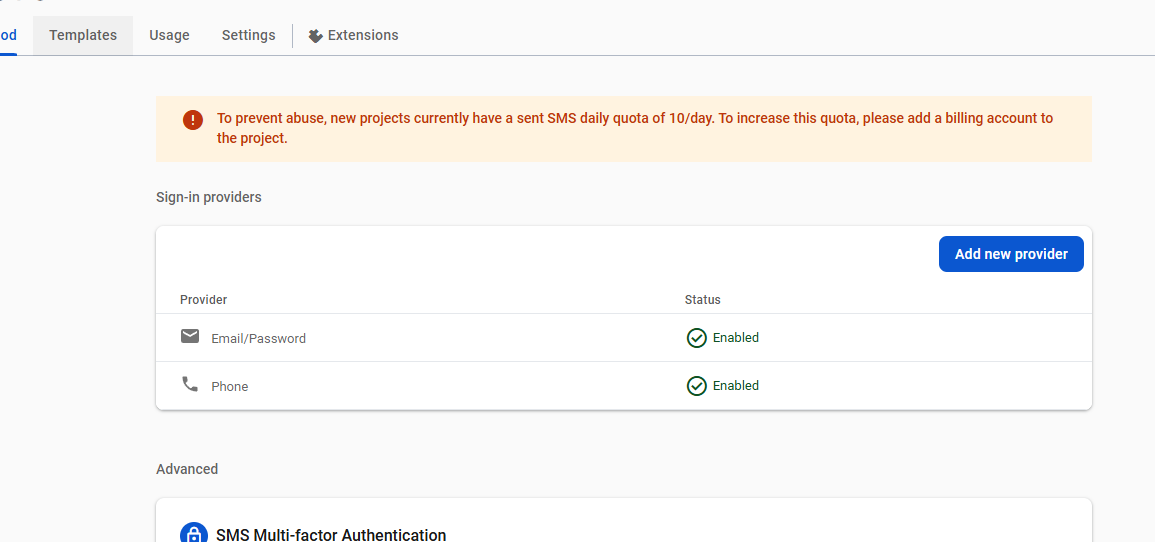 od
Templates
Usage
Settings
Extensions
To prevent abuse, new projects currently have a sent SMS daily quota of 10/day. To increase this quota, please add a billing account to
the project.
Sign-in providers
Add new provider
Provider
Status
Email/Password
Enabled
Phone
Enabled
Advanced
SMS Multi-factor Authentication